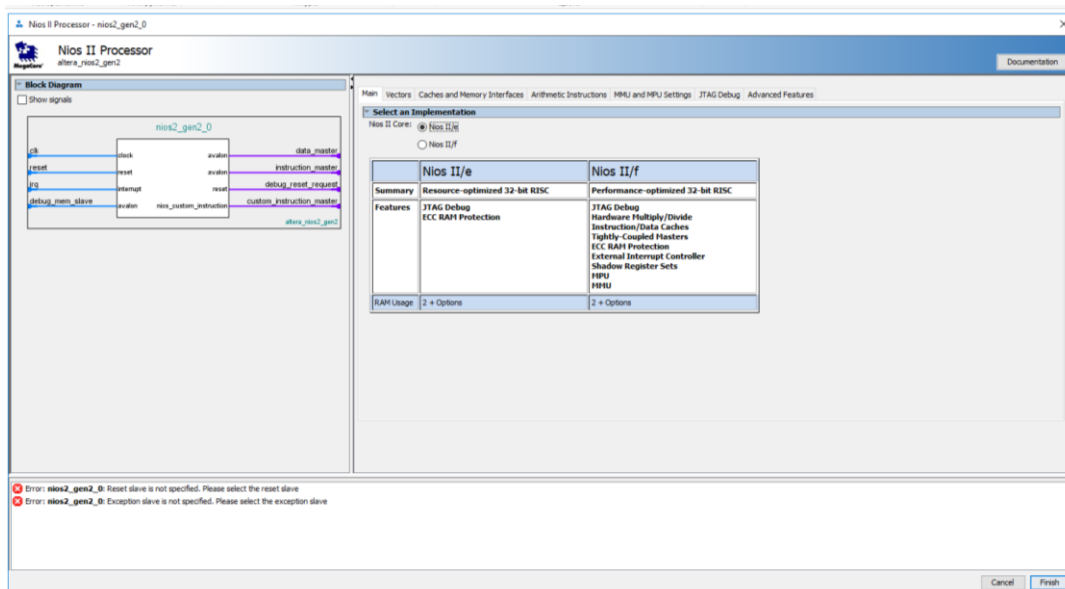 Nios II Processor - nios2_gen2_0
Nios II Processor
altera_nios2_gen2
MegaCore'
Documentation
Block Diagram
Show signals
nios2_gen2_0
clk
clock
avalon
data_master
reset
reset
avalon
instruction_master
irq
interrupt
reset
debug_reset_request
debug_mem_slave
avalon
nios_custom_instruction
custom_instruction_master
altera_nios2_gen2
Main Vectors Caches and Memory Interfaces Arithmetic Instructions MMU and MPU Settings JTAG Debug Advanced Features
Select an Implementation
Nios II Core: Nios II/e
Nios II/f
Nios II/e Nios II/f
Summary Resource-optimized 32-bit RISC Performance-optimized 32-bit RISC
Features JTAG Debug JTAG Debug
ECC RAM Protection Hardware Multiply/Divide
Instruction/Data Caches
Tightly-Coupled Masters
ECC RAM Protection
External Interrupt Controller
Shadow Register Sets
MPU
MMU
RAM Usage 2 + Options 2 + Options
Error: nios2_gen2_0: Reset slave is not specified. Please select the reset slave
Error: nios2_gen2_0: Exception slave is not specified. Please select the exception slave
Cancel Finish